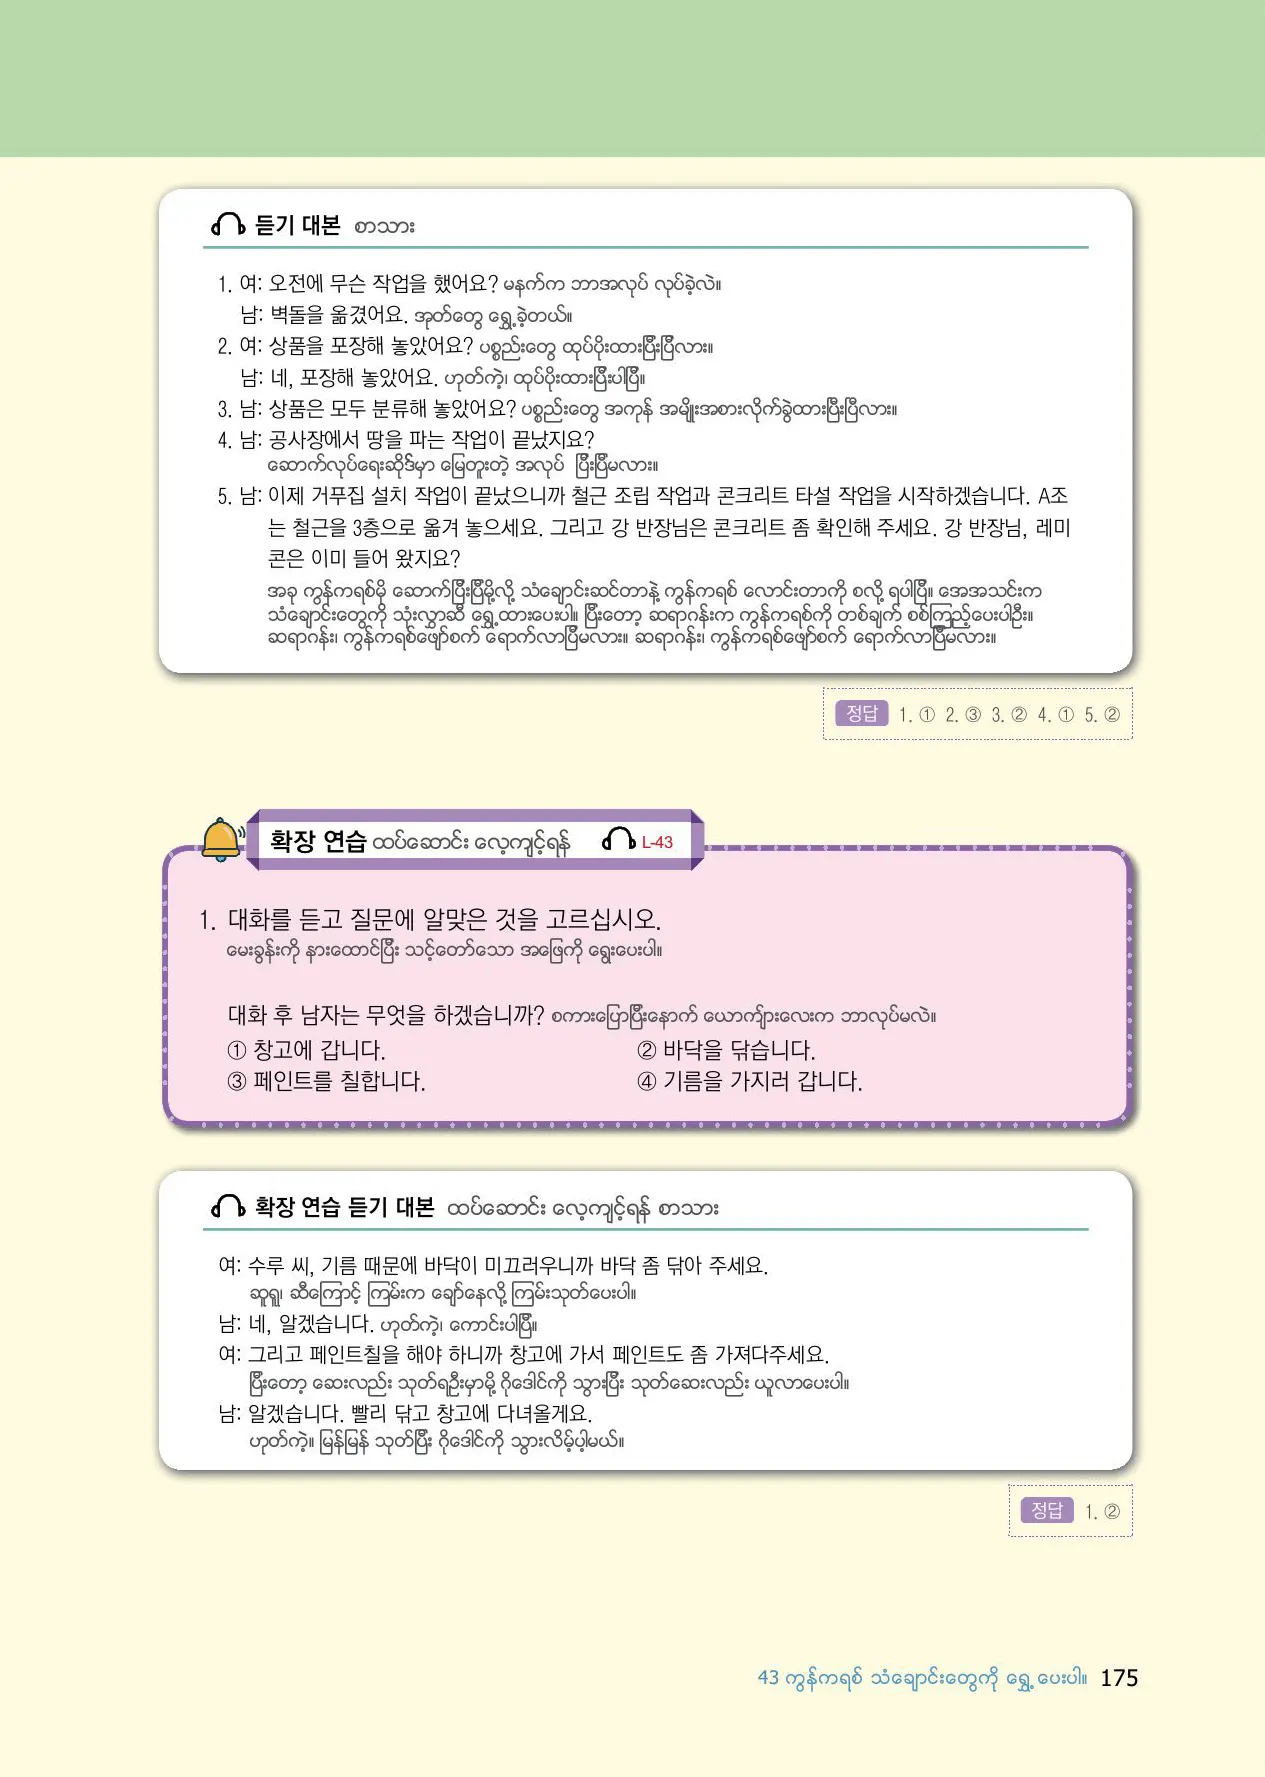 듣기 대본 စာသား
1. 여: 오전에 무슨 작업을 했어요? မနက်က ဘာအလုပ် လုပ်ခဲ့လဲ။
남: 벽돌을 옮겼어요. အုတ်တွေ ရွှေ့ခဲ့တယ်။
2. 여: 상품을 포장해 놓았어요? ပစ္စည်းတွေ ထုပ်ပိုးထားပြီးပြီလား။
남: 네, 포장해 놓았어요. ဟုတ်ကဲ့၊ ထုပ်ပိုးထားပြီးပါပြီ။
3. 남: 상품은 모두 분류해 놓았어요? ပစ္စည်းတွေ အကုန် အမျိုးအစားလိုက်ခွဲထားပြီးပြီလား။
4. 남: 공사장에서 땅을 파는 작업이 끝났지요?
ဆောက်လုပ်ရေးဆိုဒ်မှာ မြေတူးတဲ့ အလုပ် ပြီးပြီမလား။
5. 남: 이제 거푸집 설치 작업이 끝났으니까 철근 조립 작업과 콘크리트 타설 작업을 시작하겠습니다. A조
는 철근을 3층으로 옮겨 놓으세요. 그리고 강 반장님은 콘크리트 좀 확인해 주세요. 강 반장님, 레미
콘은 이미 들어 왔지요?
အခု ကွန်ကရစ်မှို ဆောက်ပြီးပြီမို့လို့ သံချောင်းဆင်တာနဲ့ ကွန်ကရစ် လောင်းတာကို စလို့ ရပါပြီ။ အေအသင်းက
သံချောင်းတွေကို သုံးလွှာဆီ ရွှေ့ထားပေးပါ။ ပြီးတော့ ဆရာဂန်းက ကွန်ကရစ်ကို တစ်ချက် စစ်ကြည့်ပေးပါဦး။
ဆရာဂန်း၊ ကွန်ကရစ်ဖျော်စက် ရောက်လာပြီမလား။ ဆရာဂန်း၊ ကွန်ကရစ်ဖျော်စက် ရောက်လာပြီမလား။
정답 1. ① 2. ③ 3. ② 4. ① 5. ②
확장 연습 ထပ်ဆောင်း လေ့ကျင့်ရန် L-43
1. 대화를 듣고 질문에 알맞은 것을 고르십시오.
မေးခွန်းကို နားထောင်ပြီး သင့်တော်သော အဖြေကို ရွေးပေးပါ။
대화 후 남자는 무엇을 하겠습니까? စကားပြောပြီးနောက် ယောက်ျားလေးက ဘာလုပ်မလဲ။
① 창고에 갑니다. ② 바닥을 닦습니다.
③ 페인트를 칠합니다. ④ 기름을 가지러 갑니다.
확장 연습 듣기 대본 ထပ်ဆောင်း လေ့ကျင့်ရန် စာသား
여: 수루 씨, 기름 때문에 바닥이 미끄러우니까 바닥 좀 닦아 주세요.
ဆူရူ၊ ဆီကြောင့် ကြမ်းက ချော်နေလို့ ကြမ်းသုတ်ပေးပါ။
남: 네, 알겠습니다. ဟုတ်ကဲ့၊ ကောင်းပါပြီ။
여: 그리고 페인트칠을 해야 하니까 창고에 가서 페인트도 좀 가져다주세요.
ပြီးတော့ ဆေးလည်း သုတ်ရဦးမှာမို့ ဂိုဒေါင်ကို သွားပြီး သုတ်ဆေးလည်း ယူလာပေးပါ။
남: 알겠습니다. 빨리 닦고 창고에 다녀올게요.
ဟုတ်ကဲ့။ မြန်မြန် သုတ်ပြီး ဂိုဒေါင်ကို သွားလိမ့်ပါ့မယ်။
정답 1. ②
43 ကွန်ကရစ် သံချောင်းတွေကို ရွှေ့ပေးပါ။ 175